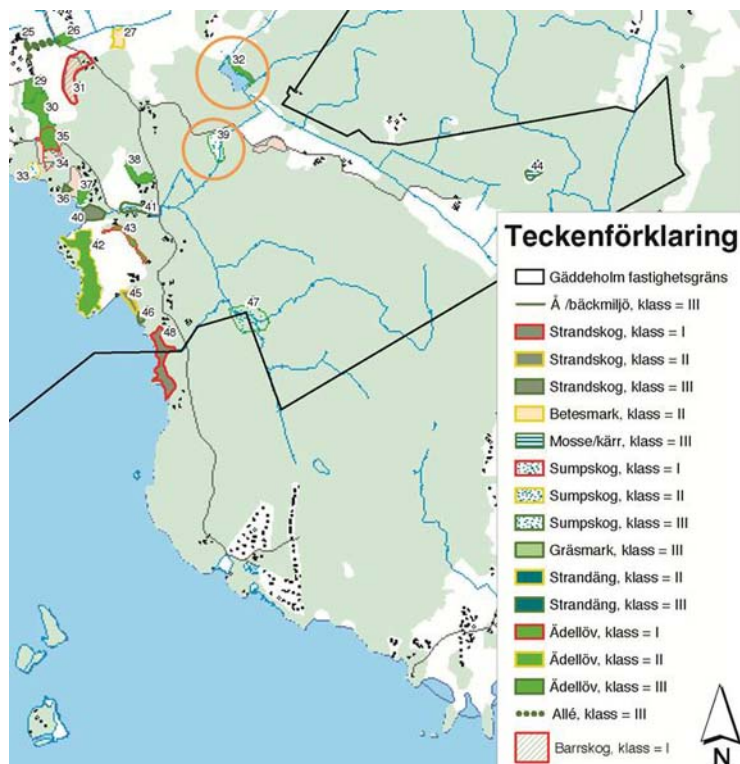 25
26
27
32
29
31
30
35
39
34
33
38
44
37
36
41
40
43
42
45
46
47
48
Teckenförklaring
Gäddeholm fastighetsgräns
Å /bäckmiljö, klass = III
Strandskog, klass = I
Strandskog, klass = II
Strandskog, klass = III
Betesmark, klass = II
Mosse/kärr, klass = III
Sumpskog, klass = I
Sumpskog, klass = II
Sumpskog, klass = III
Gräsmark, klass = III
Strandäng, klass = II
Strandäng, klass = III
Ädellöv, klass = I
Ädellöv, klass = II
Ädellöv, klass = III
Allé, klass = III
Barrskog, klass = I
N